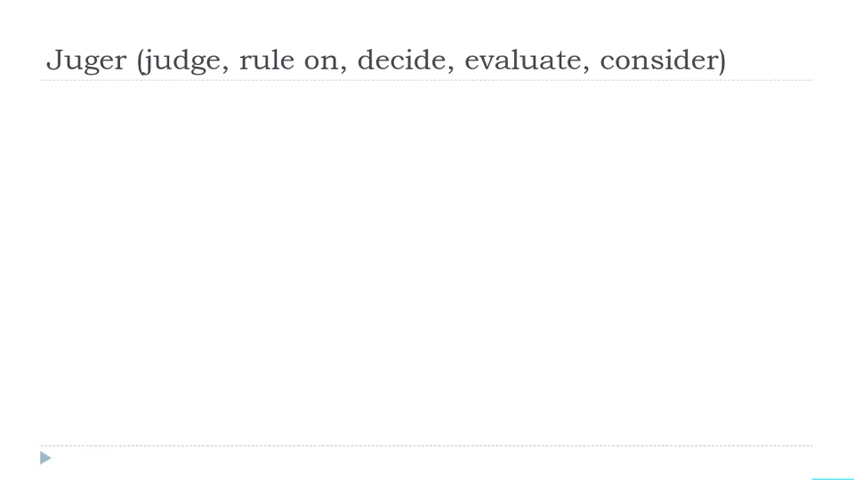 Juger (judge, rule on, decide, evaluate, consider)